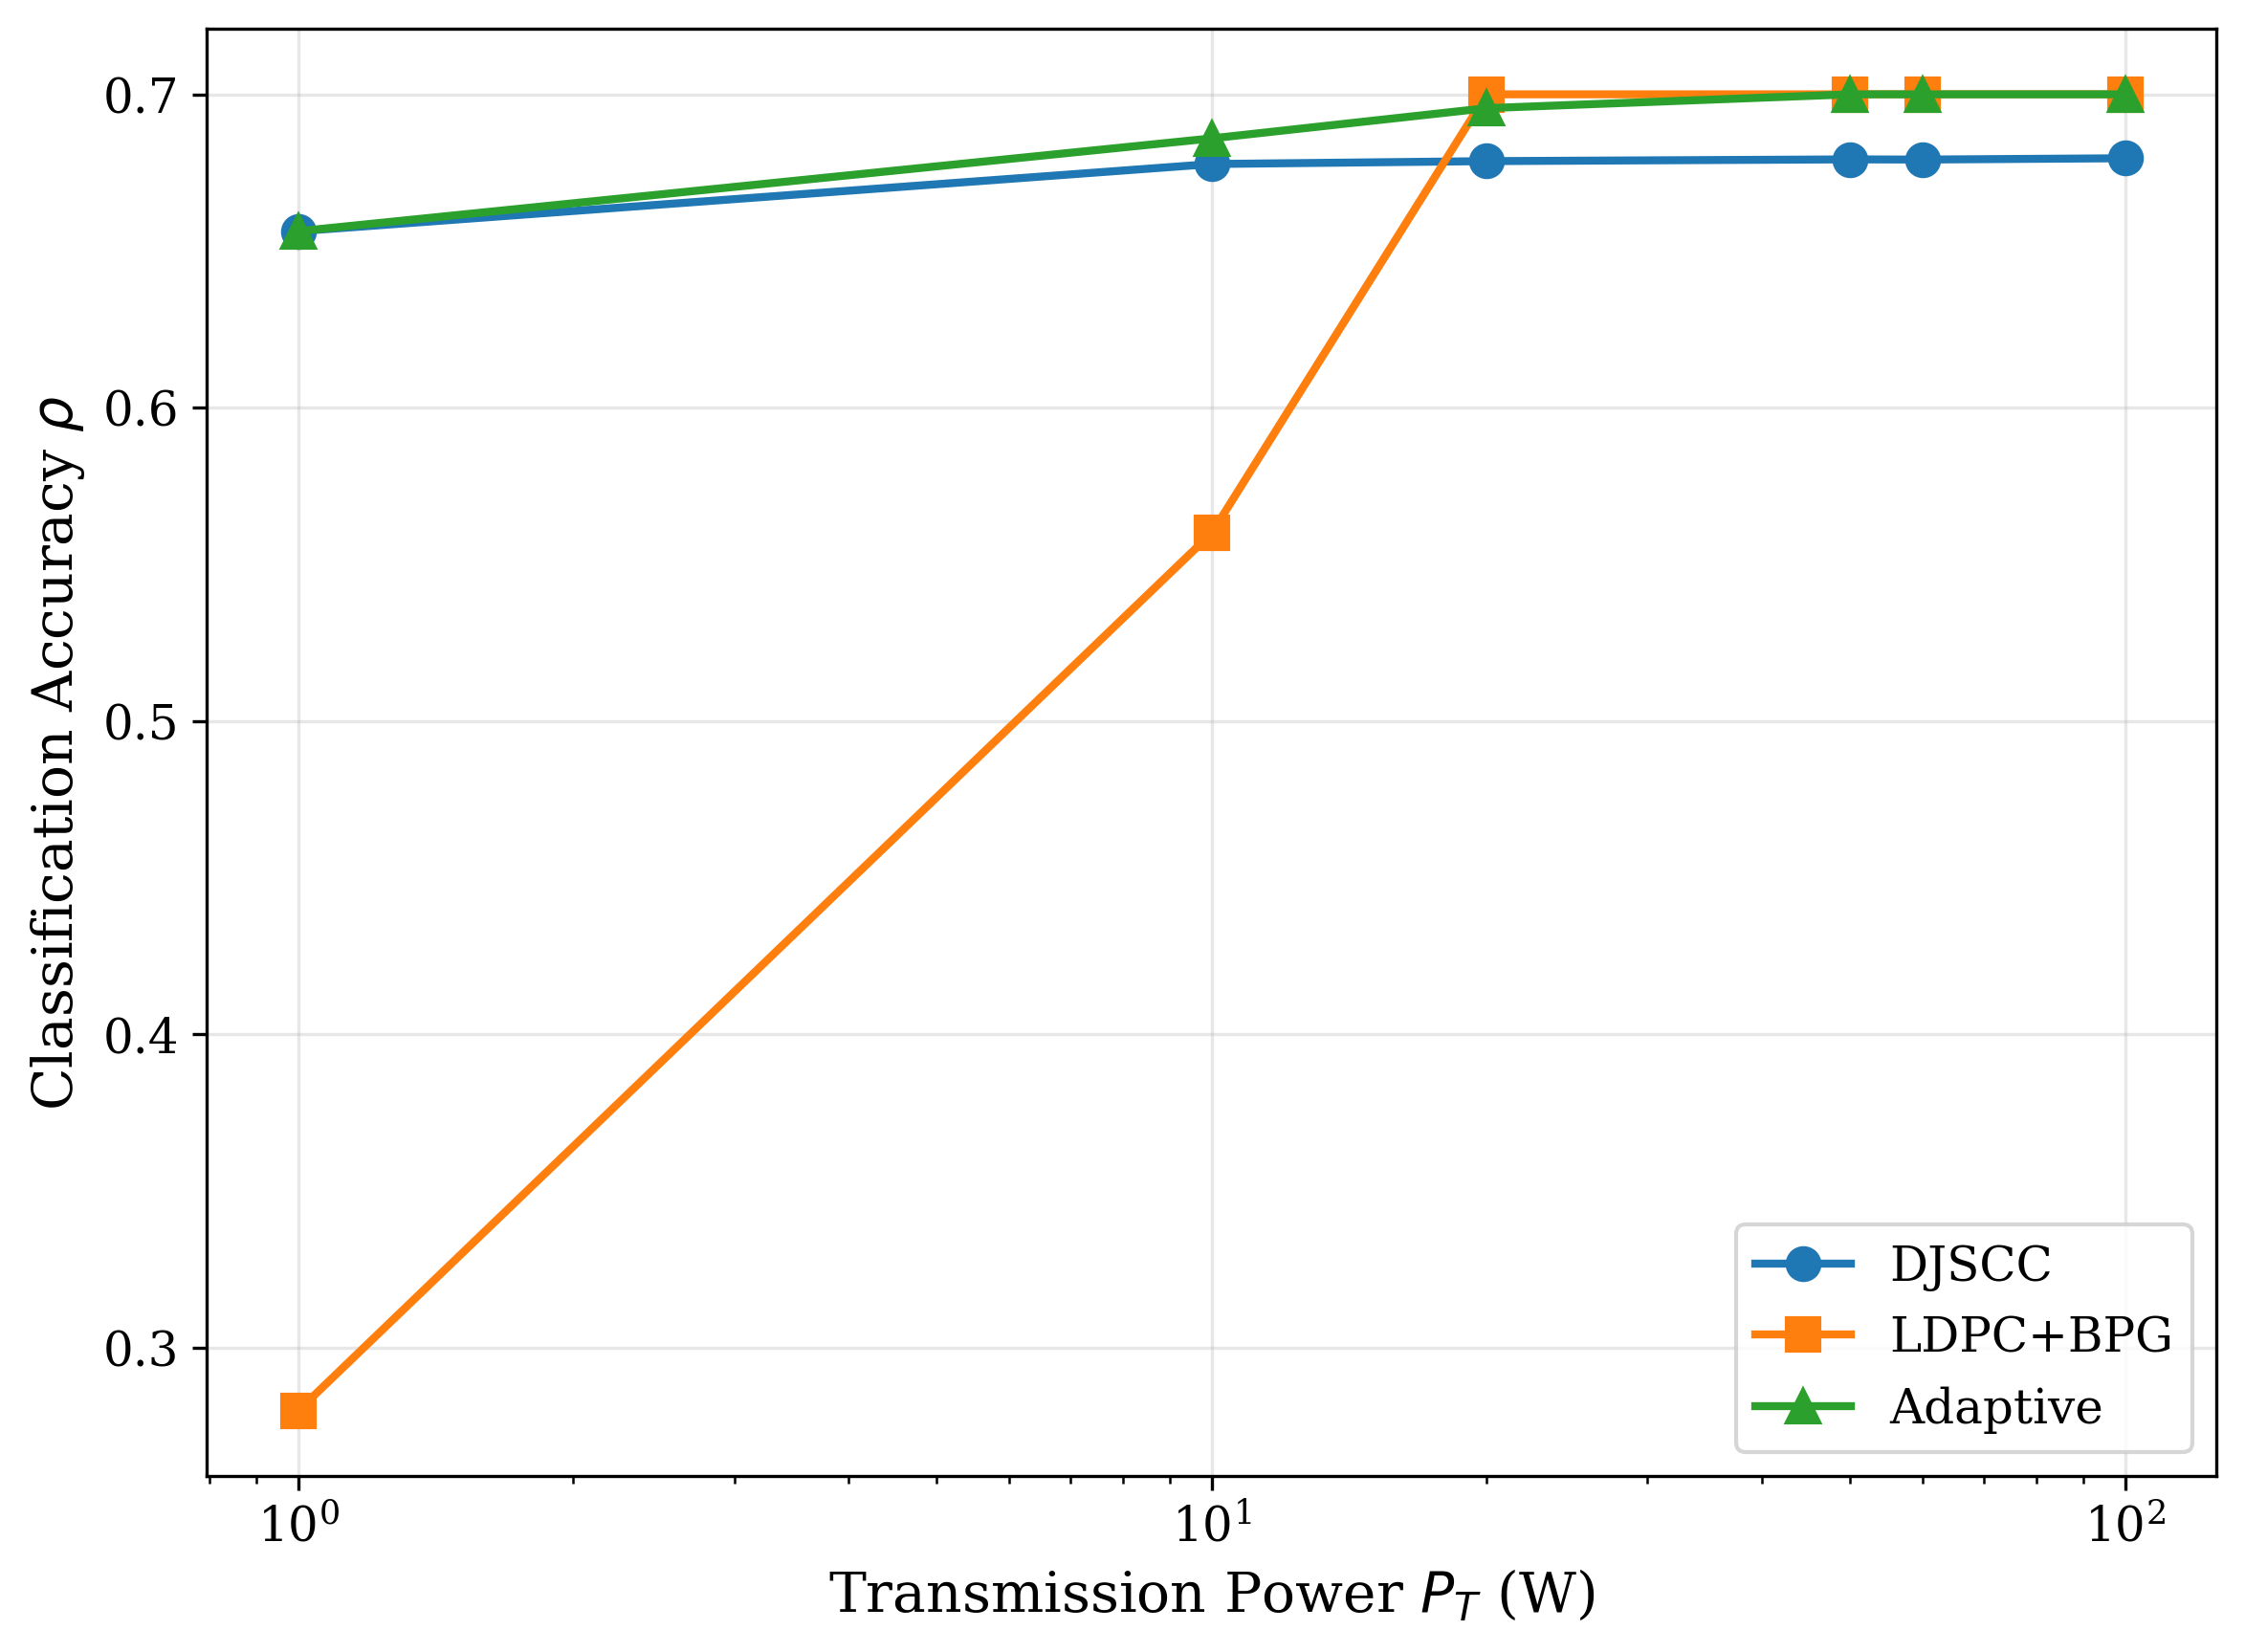 Classification Accuracy ρ
0.7
0.6
0.5
0.4
0.3
10⁰
10¹
10²
Transmission Power P_T (W)
DJSCC
LDPC+BPG
Adaptive